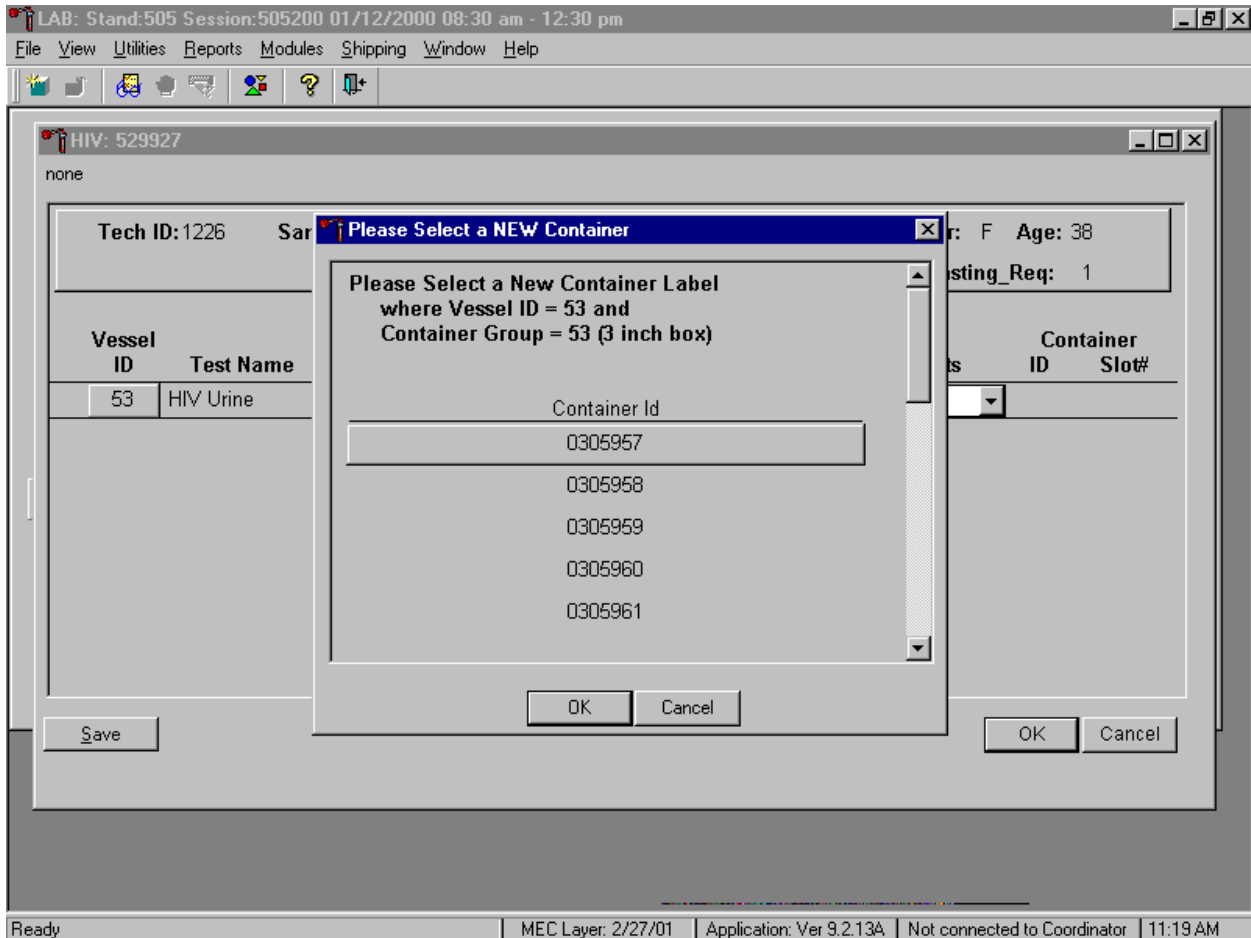 LAB: Stand:505 Session:505200 01/12/2000 08:30 am - 12:30 pm
File View Utilities Reports Modules Shipping Window Help
HIV: 529927
none
Tech ID: 1226
Please Select a NEW Container
F Age: 38
1
Please Select a New Container Label
where Vessel ID = 53 and
Container Group = 53 (3 inch box)
Vessel
ID
Test Name
Container
ID Slot#
53 HIV Urine
Container Id
0305957
0305958
0305959
0305960
0305961
OK Cancel
Save
OK Cancel
Ready MEC Layer: 2/27/01 Application: Ver 9.2.13A Not connected to Coordinator 11:19 AM